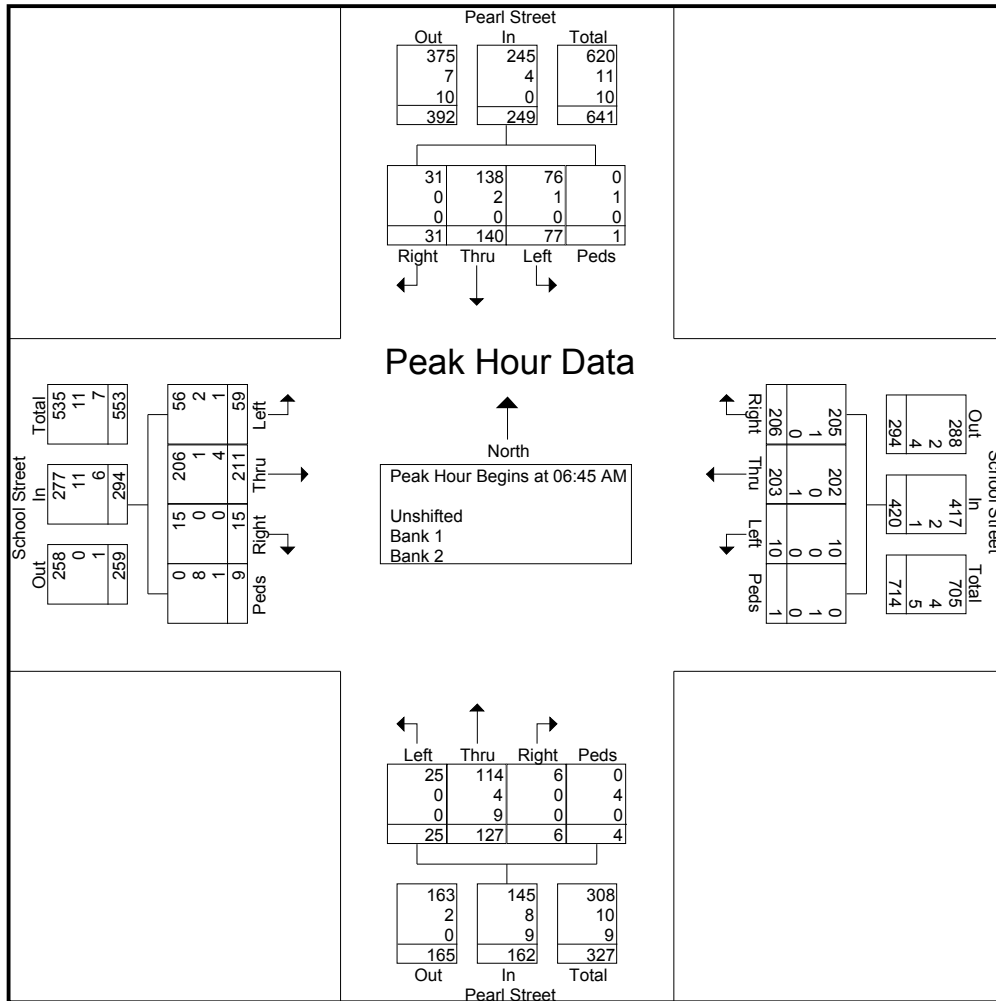 Pearl Street
Out In Total
375 245 620
7 4 11
10 0 10
392 249 641
31 138 76 0
0 2 1 1
0 0 0 0
31 140 77 1
Right Thru Left Peds
Peak Hour Data
North
Peak Hour Begins at 06:45 AM
Unshifted
Bank 1
Bank 2
School Street
Out In Total
258 277 535
0 11 11
1 6 7
259 294 553
Peds Right Thru Left
0 15 206 56
8 0 1 2
1 0 4 1
9 15 211 59
School Street
Out In Total
288 417 705
2 2 4
4 1 5
294 420 714
205 202 10 0
1 0 0 1
0 1 0 0
206 203 10 1
Right Thru Left Peds
Left Thru Right Peds
25 114 6 0
0 4 0 4
0 9 0 0
25 127 6 4
163 145 308
2 8 10
0 9 9
165 162 327
Out In Total
Pearl Street